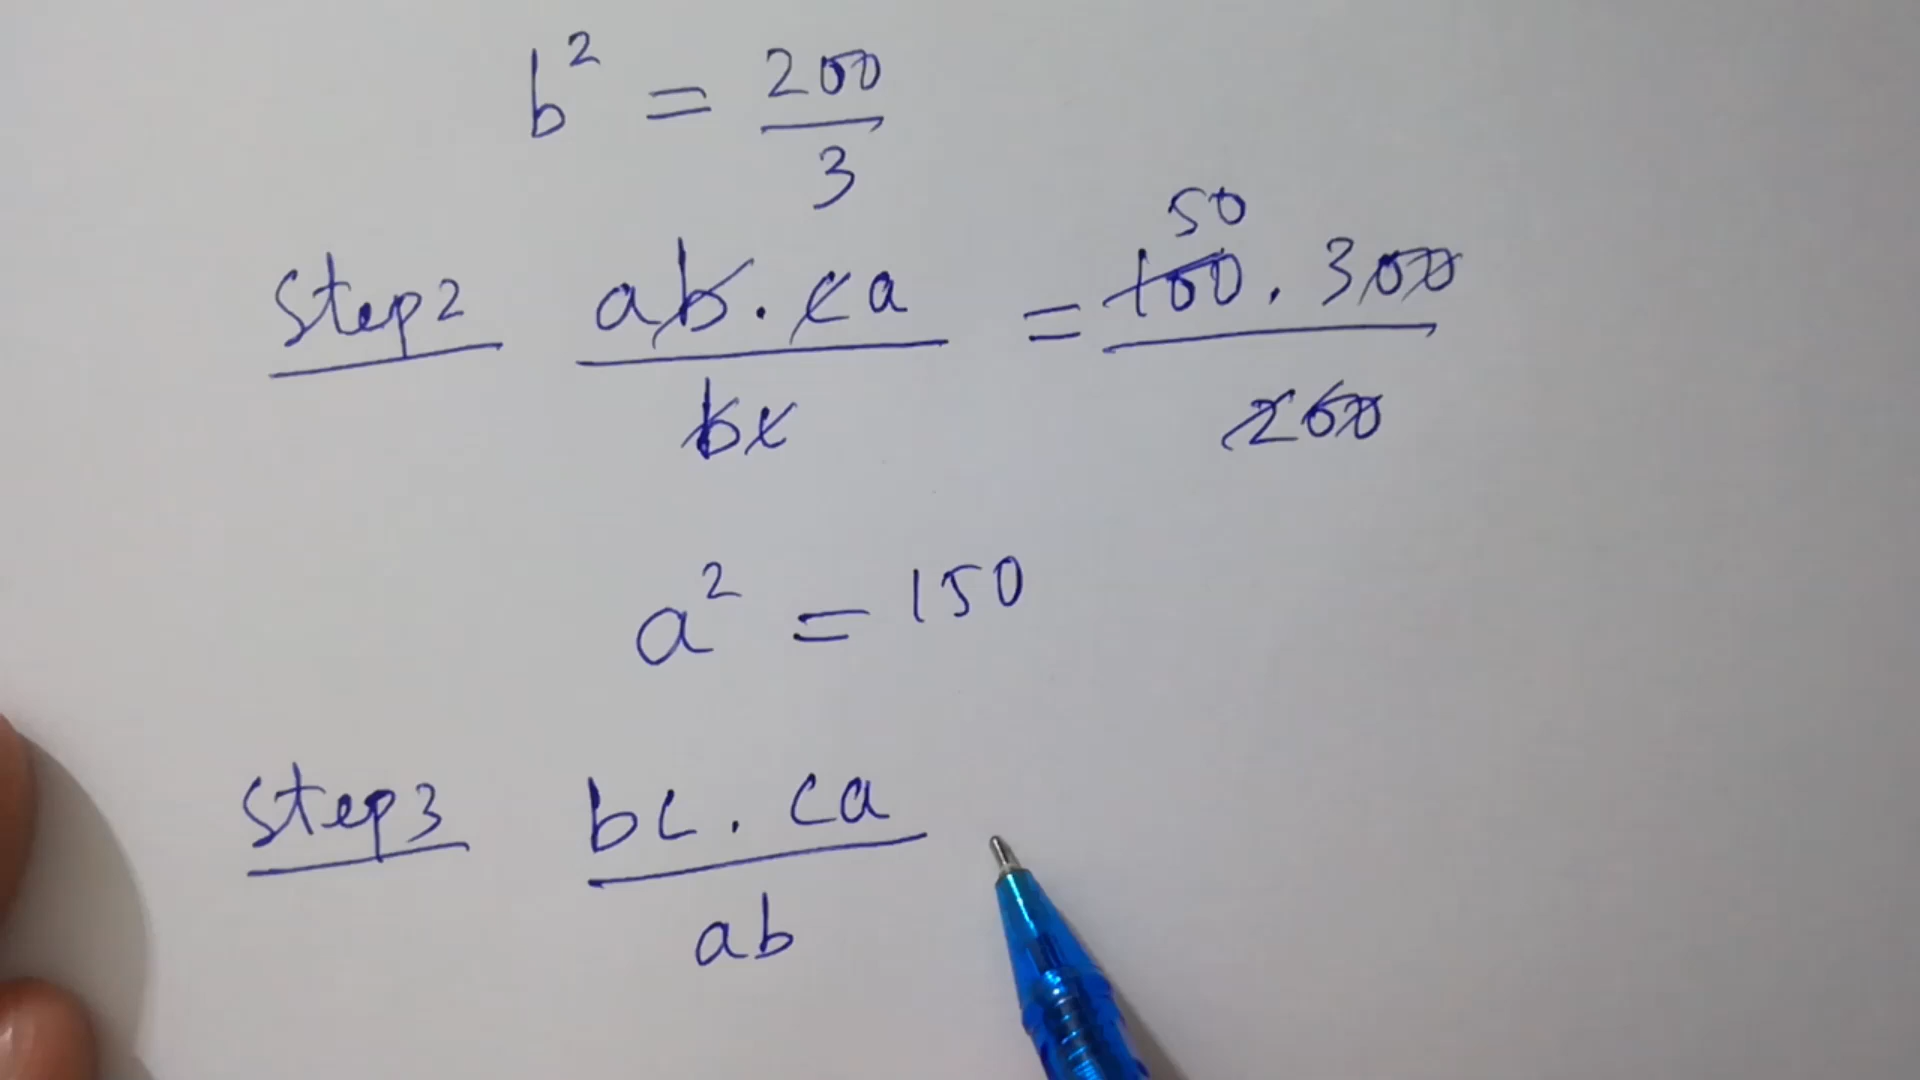 b² = 200/3
50
Step2 ab.ca/bc = 100.300/200
a² = 150
Step3 bc.ca/ab